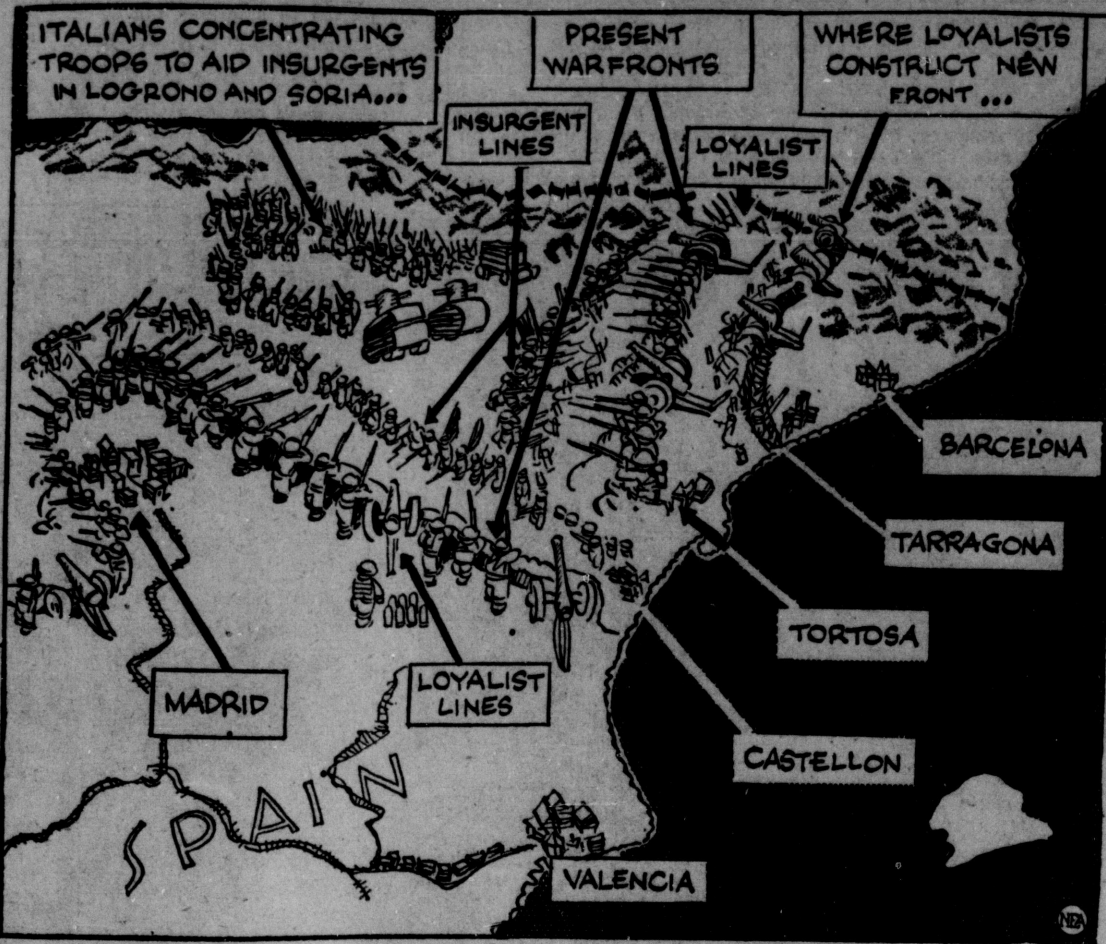 ITALIANS CONCENTRATING
TROOPS TO AID INSURGENTS
IN LOGRONO AND SORIA...
PRESENT
WARFRONTS
WHERE LOYALISTS
CONSTRUCT NEW
FRONT...
INSURGENT
LINES
LOYALIST
LINES
BARCELONA
TARRAGONA
TORTOSA
MADRID
LOYALIST
LINES
CASTELLON
SPAIN
VALENCIA
NEA